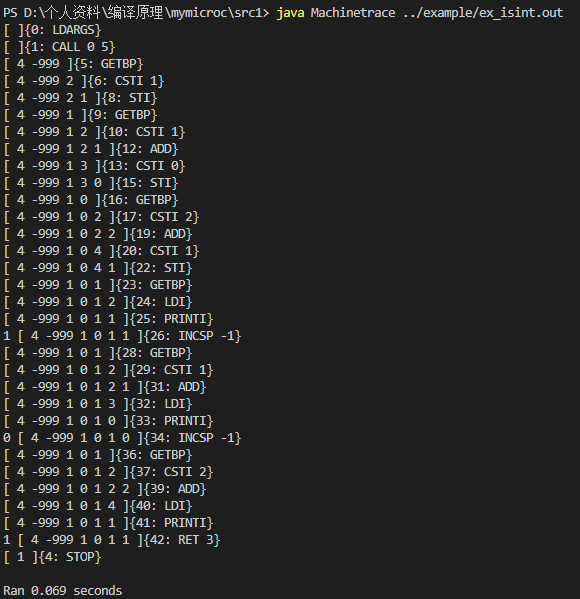 PS D:\个人资料\编译原理\mymicroc\src1> java Machinetrace ../example/ex_isint.out
[ ]{0: LDARGS}
[ ]{1: CALL 0 5}
[ 4 -999 ]{5: GETBP}
[ 4 -999 2 ]{6: CSTI 1}
[ 4 -999 2 1 ]{8: STI}
[ 4 -999 1 ]{9: GETBP}
[ 4 -999 1 2 ]{10: CSTI 1}
[ 4 -999 1 2 1 ]{12: ADD}
[ 4 -999 1 3 ]{13: CSTI 0}
[ 4 -999 1 3 0 ]{15: STI}
[ 4 -999 1 0 ]{16: GETBP}
[ 4 -999 1 0 2 ]{17: CSTI 2}
[ 4 -999 1 0 2 2 ]{19: ADD}
[ 4 -999 1 0 4 ]{20: CSTI 1}
[ 4 -999 1 0 4 1 ]{22: STI}
[ 4 -999 1 0 1 ]{23: GETBP}
[ 4 -999 1 0 1 2 ]{24: LDI}
[ 4 -999 1 0 1 1 ]{25: PRINTI}
1 [ 4 -999 1 0 1 1 ]{26: INCSP -1}
[ 4 -999 1 0 1 ]{28: GETBP}
[ 4 -999 1 0 1 2 ]{29: CSTI 1}
[ 4 -999 1 0 1 2 1 ]{31: ADD}
[ 4 -999 1 0 1 3 ]{32: LDI}
[ 4 -999 1 0 1 0 ]{33: PRINTI}
0 [ 4 -999 1 0 1 0 ]{34: INCSP -1}
[ 4 -999 1 0 1 ]{36: GETBP}
[ 4 -999 1 0 1 2 ]{37: CSTI 2}
[ 4 -999 1 0 1 2 2 ]{39: ADD}
[ 4 -999 1 0 1 4 ]{40: LDI}
[ 4 -999 1 0 1 1 ]{41: PRINTI}
1 [ 4 -999 1 0 1 1 ]{42: RET 3}
[ 1 ]{4: STOP}
Ran 0.069 seconds